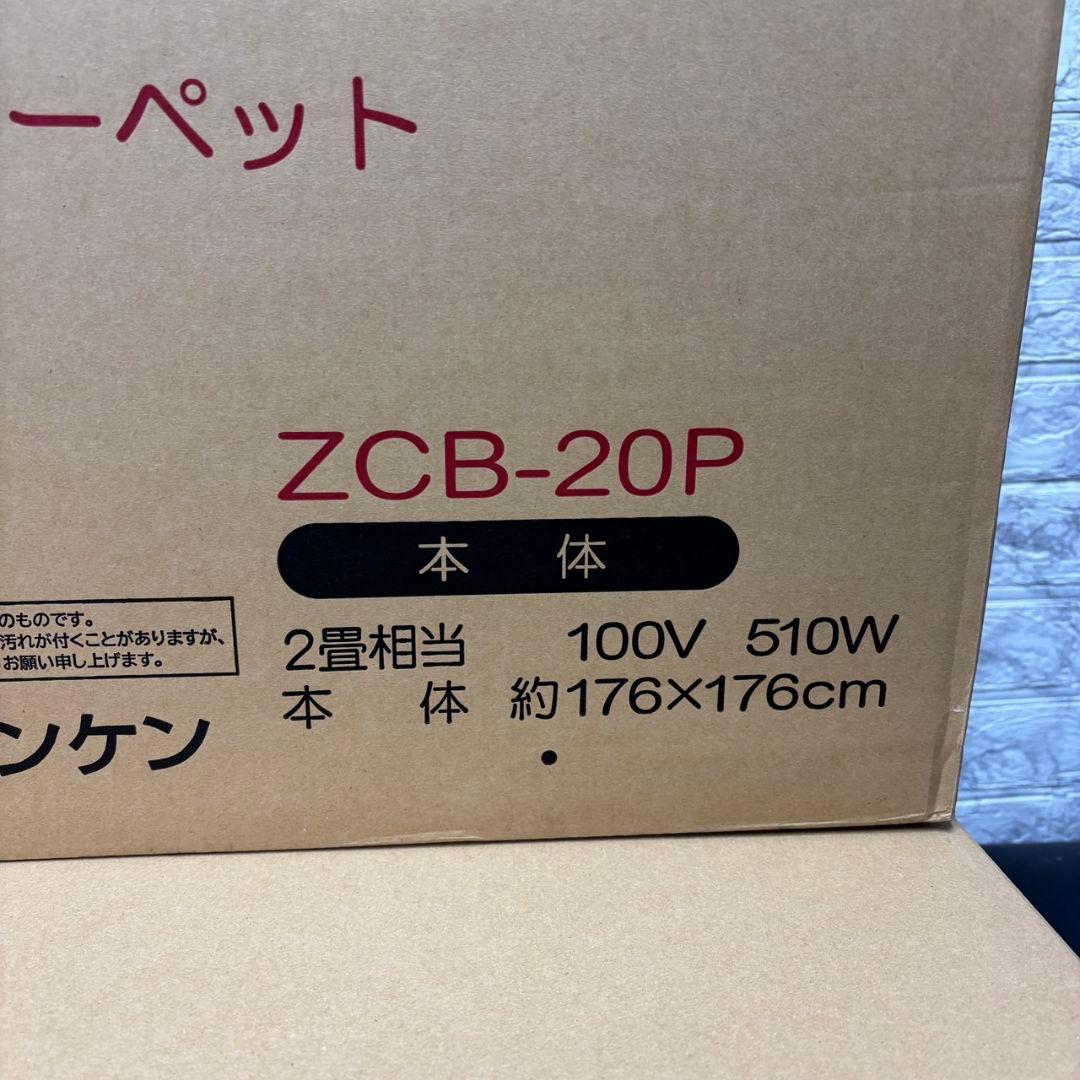 ーペット
ZCB-20P
本 体
のものです。
汚れが付くことがありますが、
お願い申し上げます。
2畳相当 100V 510W
本 体 約176×176cm
ンケン